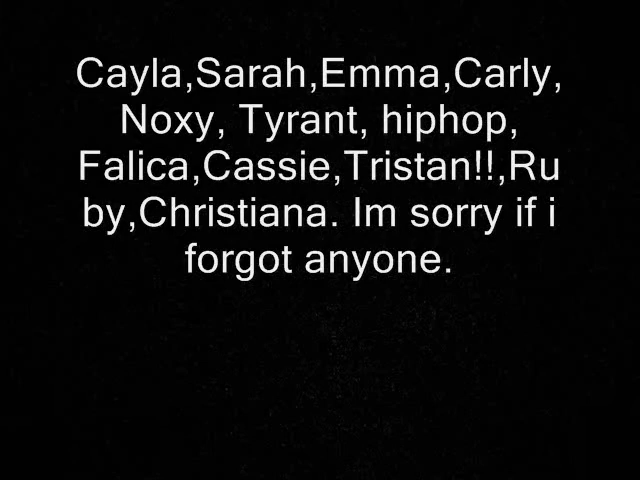 Cayla,Sarah,Emma,Carly,
Noxy, Tyrant, hiphop,
Falica,Cassie,Tristan!!,Ru
by,Christiana. Im sorry if i
forgot anyone.